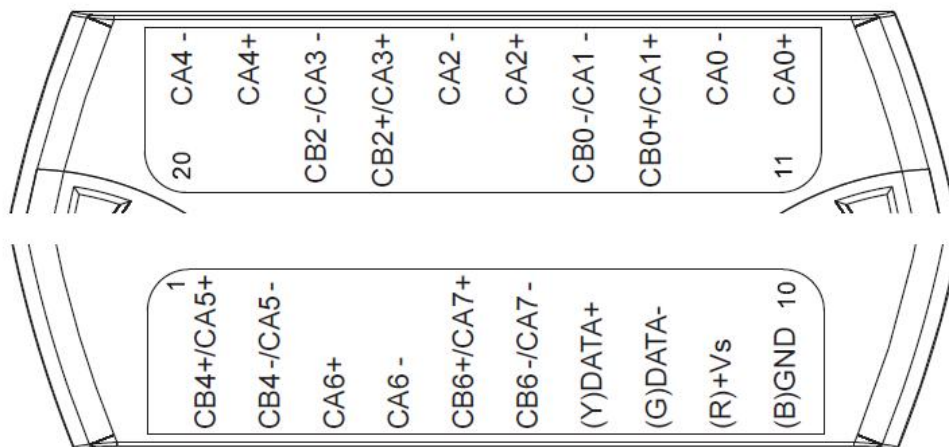 20 CA4 -
CA4+
CB2 -/CA3 -
CB2+/CA3+
CA2 -
CA2+
CB0 -/CA1 -
CB0+/CA1+
CA0 -
11 CA0+
CB4+/CA5+ 1
CB4 -/CA5 -
CA6+
CA6 -
CB6+/CA7+
CB6 -/CA7 -
(Y)DATA+
(G)DATA-
(R)+Vs
(B)GND 10